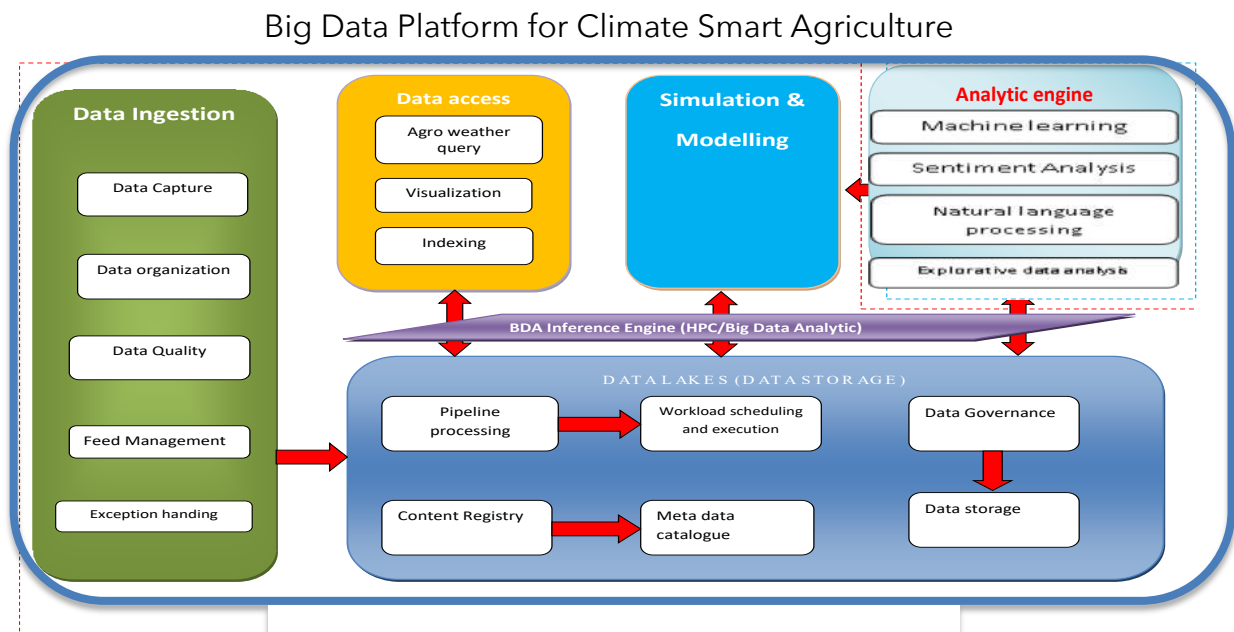 Big Data Platform for Climate Smart Agriculture
Data Ingestion
Data Capture
Data organization
Data Quality
Feed Management
Exception handing
Data access
Agro weather
query
Visualization
Indexing
Simulation &
Modelling
Analytic engine
Machine learning
Sentiment Analysis
Natural language
processing
Explorative data analysis
BDA Inference Engine (HPC/Big Data Analytic)
DATA LAKES (DATA STORAGE)
Pipeline
processing
Workload scheduling
and execution
Data Governance
Content Registry
Meta data
catalogue
Data storage